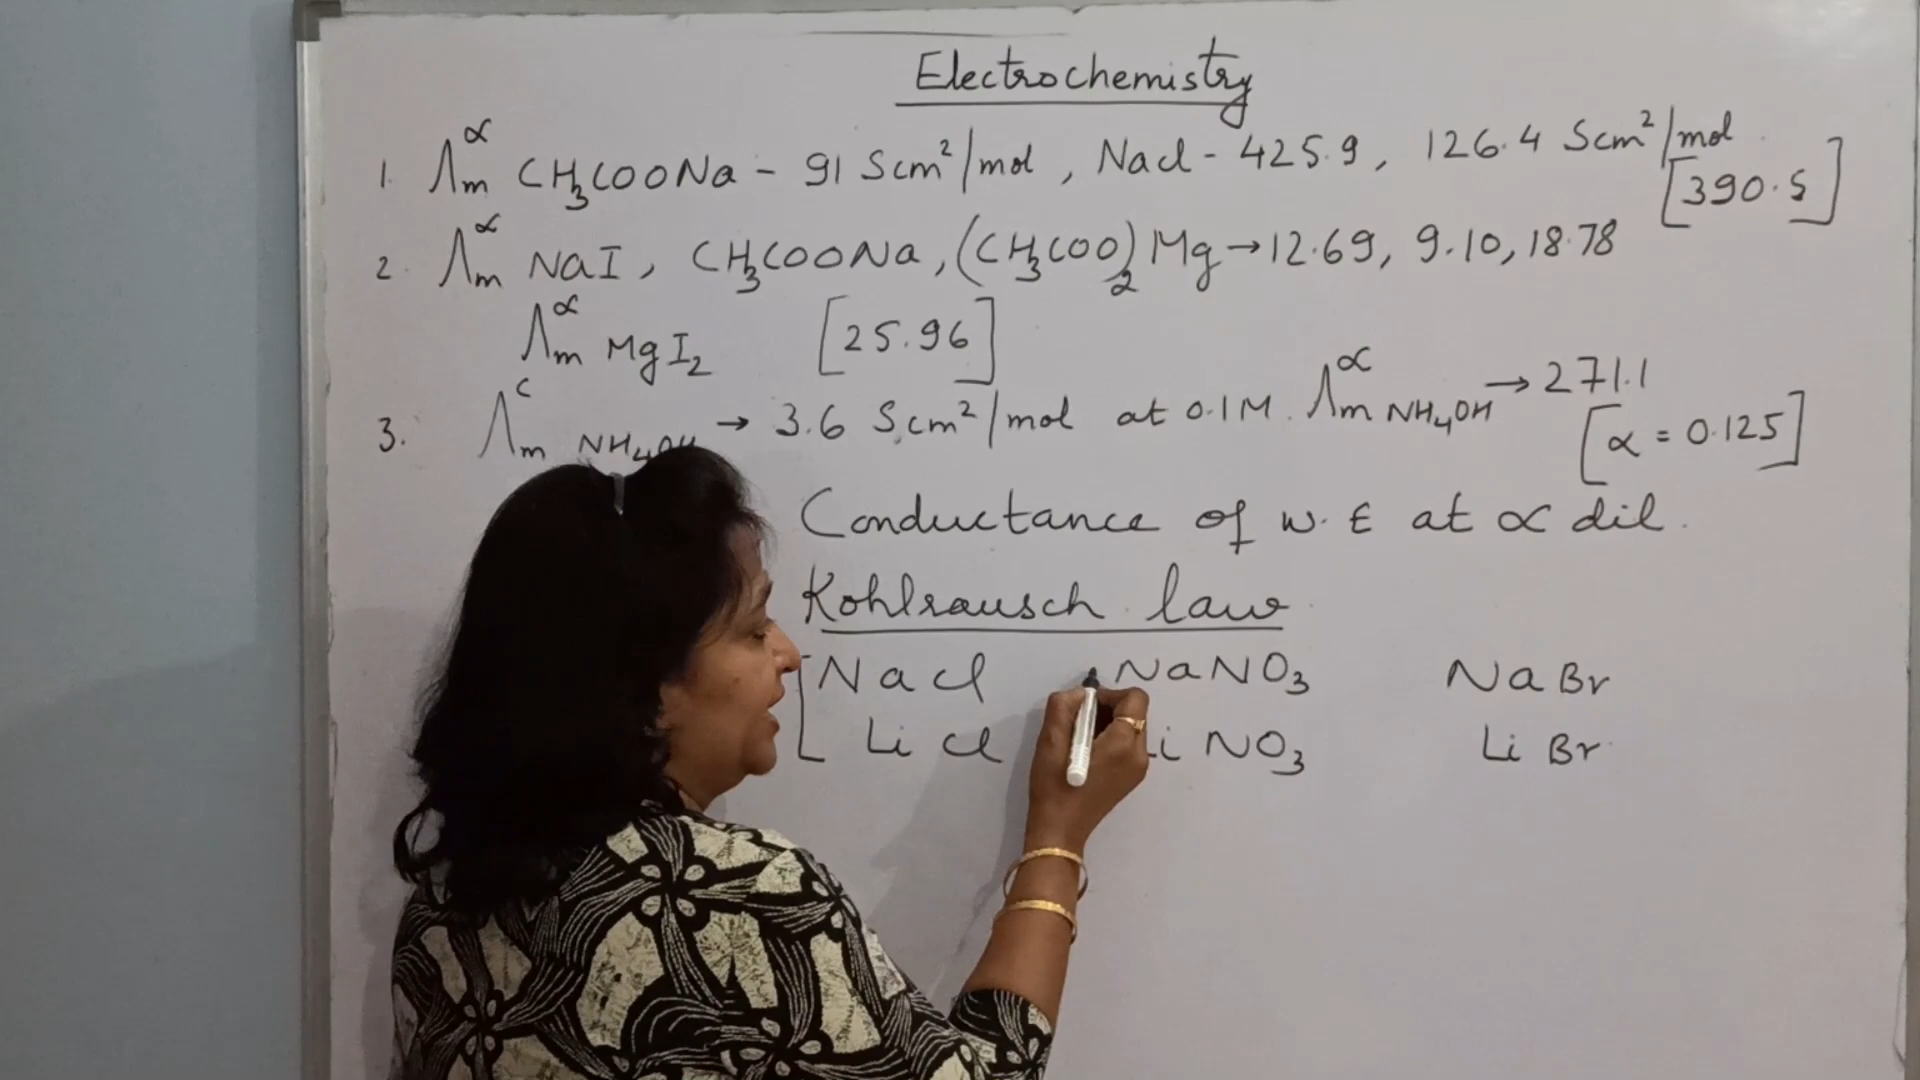 Electrochemistry
1. Λm^∝ CH₃COONa - 91 Scm²/mol, Nacl - 425.9, 126.4 Scm²/mol
[390.5]
2. Λm^∝ NaI, CH₃COONa, (CH₃COO)₂Mg → 12.69, 9.10, 18.78
Λm^∝ MgI₂ [25.96]
3. Λm^c NH₄OH → 3.6 Scm²/mol at 0.1M. Λm^∝ NH₄OH → 271.1
[∝ = 0.125]
Conductance of w.E at ∝ dil.
Kohlrausch law
Nacl NaNO₃ NaBr
Licl NO₃ LiBr